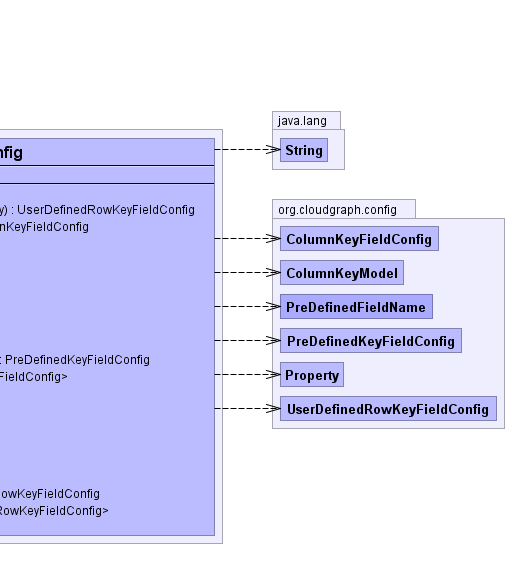 nfig
y) : UserDefinedRowKeyFieldConfig
nKeyFieldConfig
: PreDefinedKeyFieldConfig
FieldConfig>
owKeyFieldConfig
RowKeyFieldConfig>
java.lang
String
org.cloudgraph.config
ColumnKeyFieldConfig
ColumnKeyModel
PreDefinedFieldName
PreDefinedKeyFieldConfig
Property
UserDefinedRowKeyFieldConfig